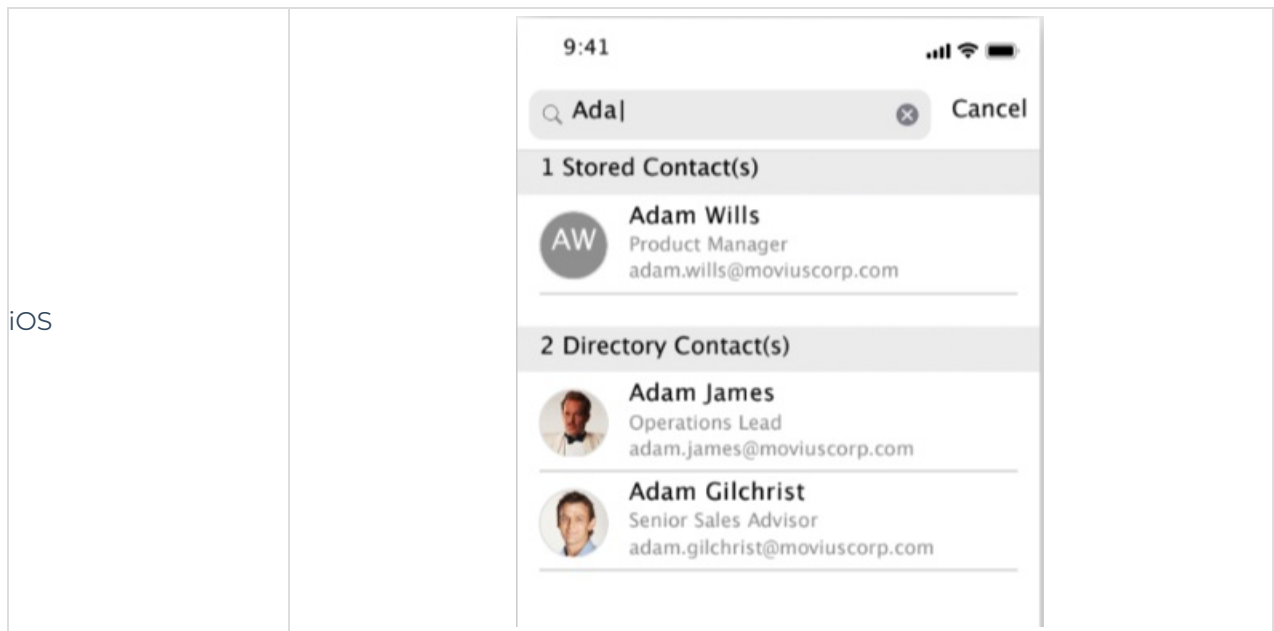 iOS
9:41
Ada
Cancel
1 Stored Contact(s)
AW
Adam Wills
Product Manager
adam.wills@moviuscorp.com
2 Directory Contact(s)
Adam James
Operations Lead
adam.james@moviuscorp.com
Adam Gilchrist
Senior Sales Advisor
adam.gilchrist@moviuscorp.com